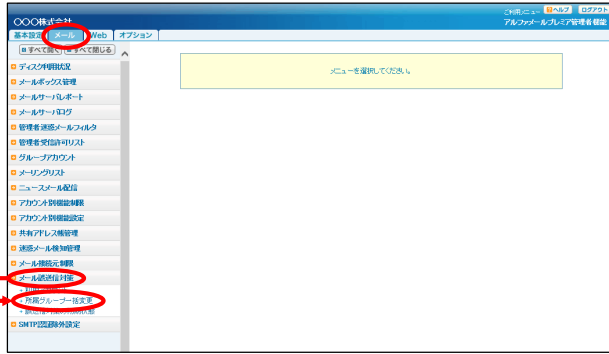 ご利用メニュー ?ヘルプ ログアウト
〇〇〇株式会社
アルファメールプレミア管理者機能
基本設定 メール Web オプション
すべて開く すべて閉じる
メニューを選択してください。
ディスク利用状況
メールボックス管理
メールサーバレポート
メールサーバログ
管理者迷惑メールフィルタ
管理者受信許可リスト
グループアカウント
メーリングリスト
ニュースメール配信
アカウント別機能制限
アカウント別機能設定
共有アドレス帳管理
迷惑メール検知管理
メール接続元制限
メール誤送信対策
所属グループ一括変更
SMTP認証除外設定